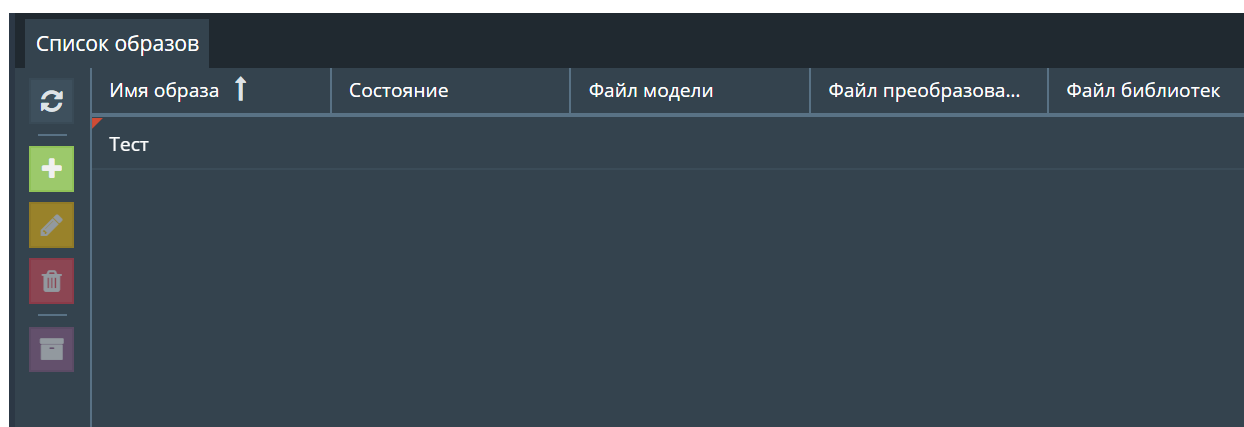 Список образов
Имя образа Состояние Файл модели Файл преобразова... Файл библиотек
Тест